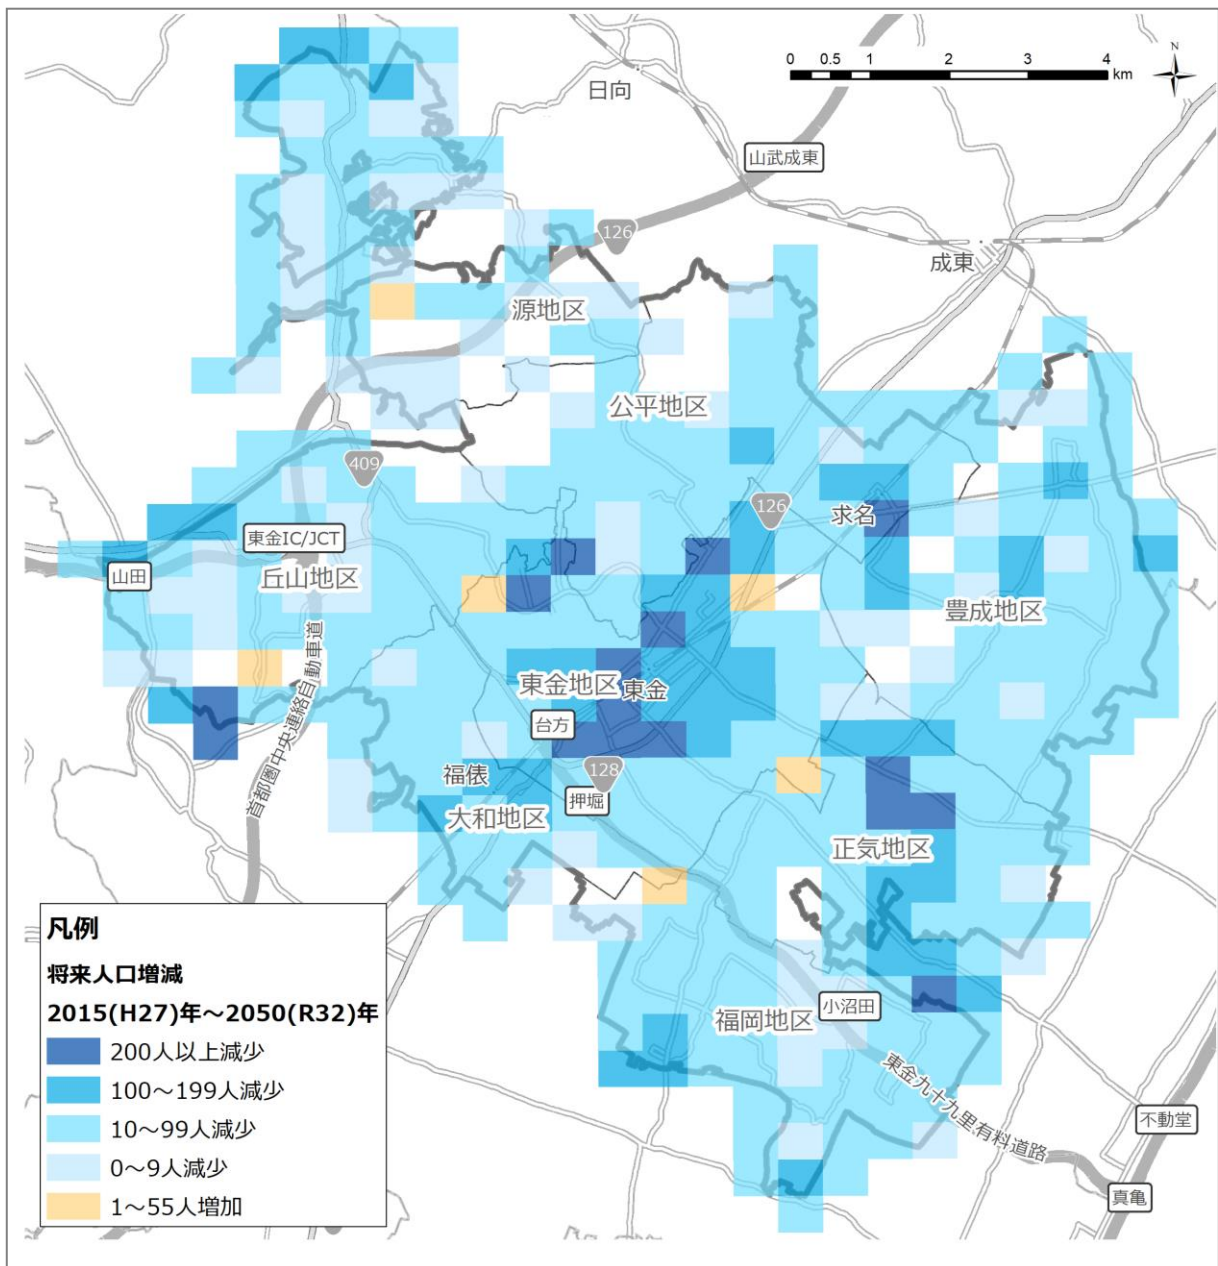 0 0.5 1 2 3 4
km
N
日向
山武成東
126
成東
源地区
公平地区
409
126
求名
東金IC/JCT
山田
丘山地区
豊成地区
首都圏中央連絡自動車道
東金地区
東金
台方
福俵
128
押堀
大和地区
正気地区
小沼田
福岡地区
東金九十九里有料道路
不動堂
真亀
凡例
将来人口増減
2015(H27)年～2050(R32)年
200人以上減少
100～199人減少
10～99人減少
0～9人減少
1～55人増加